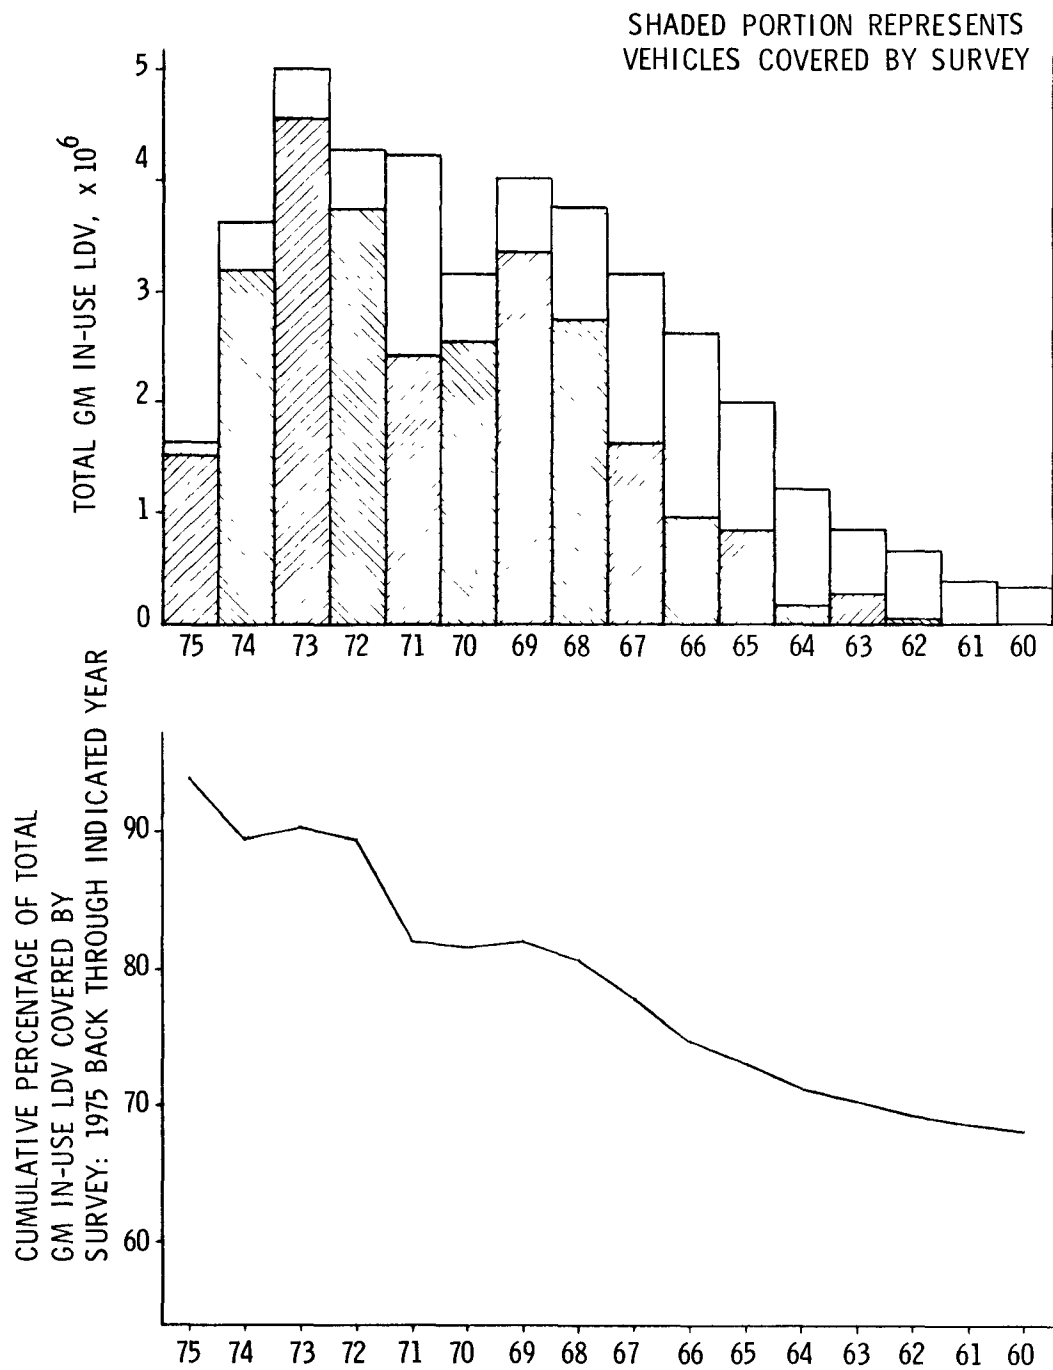 SHADED PORTION REPRESENTS
VEHICLES COVERED BY SURVEY
TOTAL GM IN-USE LDV, x 10⁶
5
4
3
2
1
0
75 74 73 72 71 70 69 68 67 66 65 64 63 62 61 60
CUMULATIVE PERCENTAGE OF TOTAL
GM IN-USE LDV COVERED BY
SURVEY: 1975 BACK THROUGH INDICATED YEAR
90
80
70
60
75 74 73 72 71 70 69 68 67 66 65 64 63 62 61 60